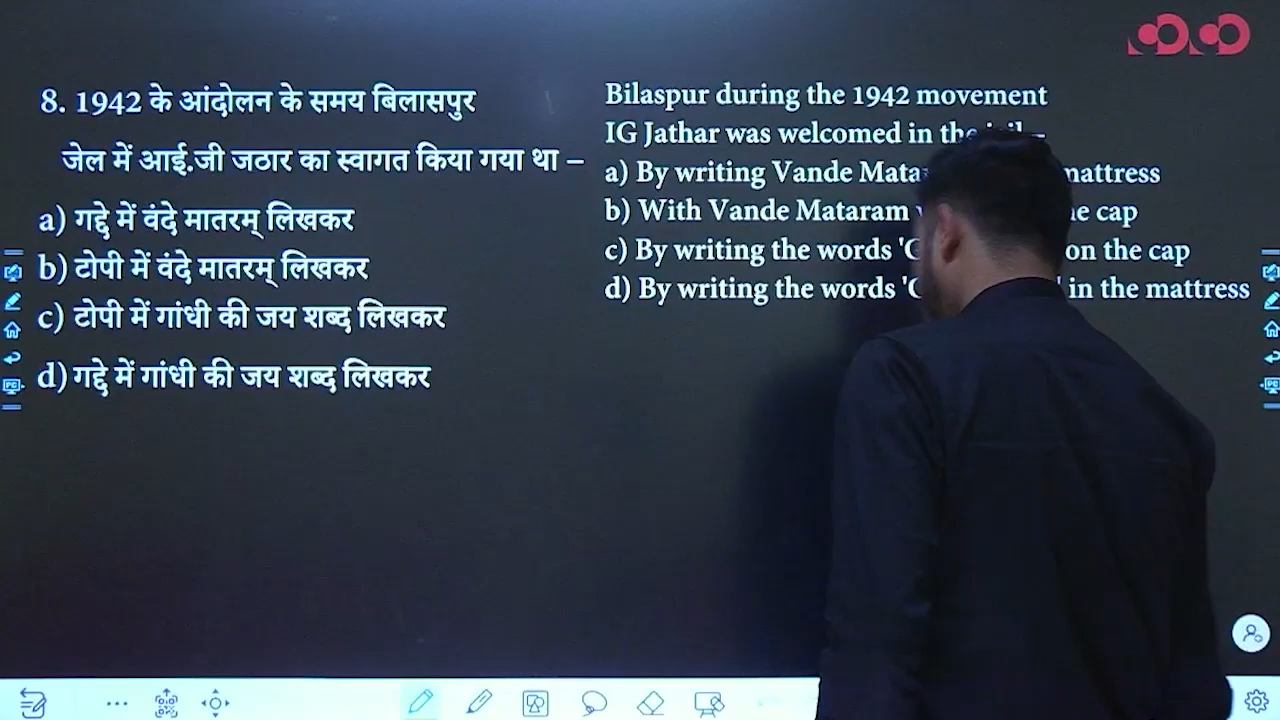 8. 1942 के आंदोलन के समय बिलासपुर
जेल में आई.जी जठार का स्वागत किया गया था –
a) गद्दे में वंदे मातरम् लिखकर
b) टोपी में वंदे मातरम् लिखकर
c) टोपी में गांधी की जय शब्द लिखकर
d) गद्दे में गांधी की जय शब्द लिखकर
Bilaspur during the 1942 movement
IG Jathar was welcomed in the jail –
a) By writing Vande mattress
b) With Vande Mataram cap
c) By writing the words on the cap
d) By writing the words in the mattress